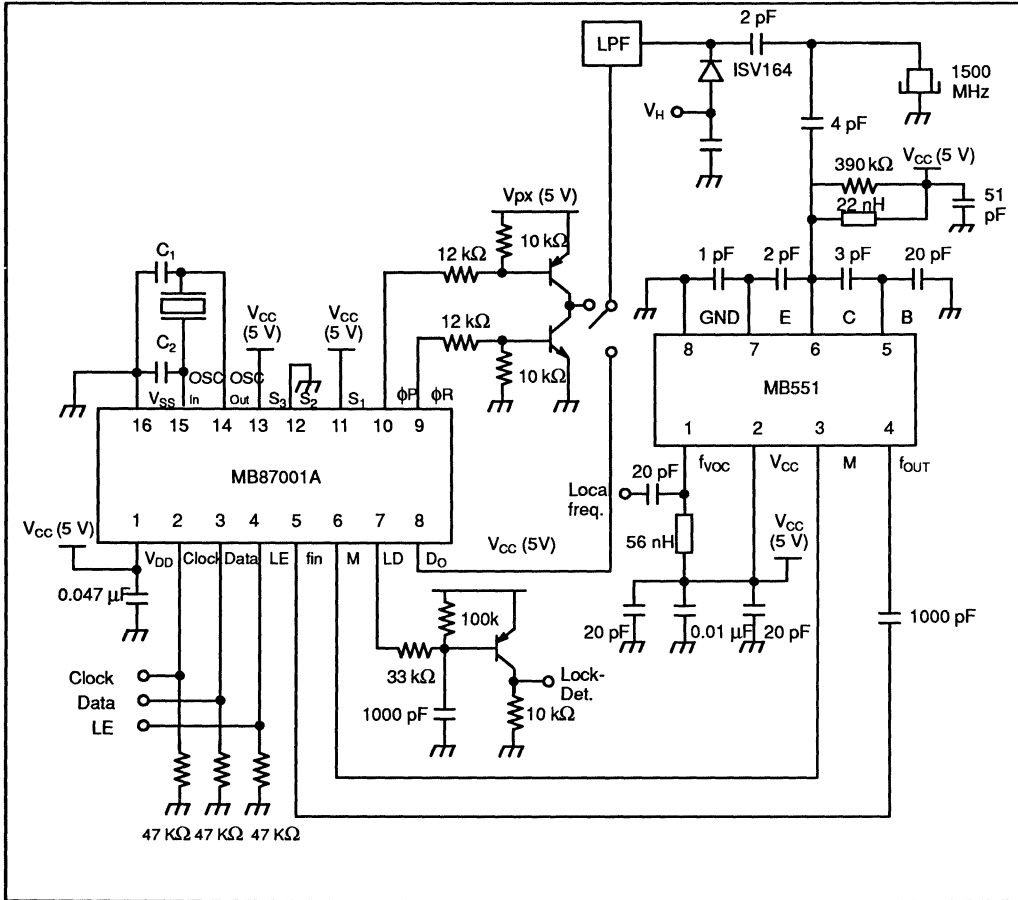 2 pF
LPF
ISV164
1500
MHz
V_H
4 pF
V_CC (5 V)
390 kΩ
22 nH
51
pF
Vpx (5 V)
10 kΩ
12 kΩ
C₁
1 pF
2 pF
3 pF
20 pF
V_CC
(5 V)
V_CC
(5 V)
12 kΩ
GND
E
C
B
C₂
8
7
6
5
10 kΩ
MB551
OSC
OSC
V_SS
In
Out
S₃
S₂
S₁
ϕP
ϕR
1
2
3
4
16
15
14
13
12
11
10
9
f_VOC
V_CC
M
f_OUT
MB87001A
20 pF
Loca
freq.
1
2
3
4
5
6
7
8
V_CC (5 V)
V_CC
(5 V)
V_DD
Clock
Data
LE
fin
M
LD
D_O
V_CC (5V)
56 nH
0.047 μF
100k
1000 pF
20 pF
0.01 μF
20 pF
33 kΩ
Clock
Lock-
Det.
Data
1000 pF
10 kΩ
LE
47 KΩ
47 KΩ
47 KΩ